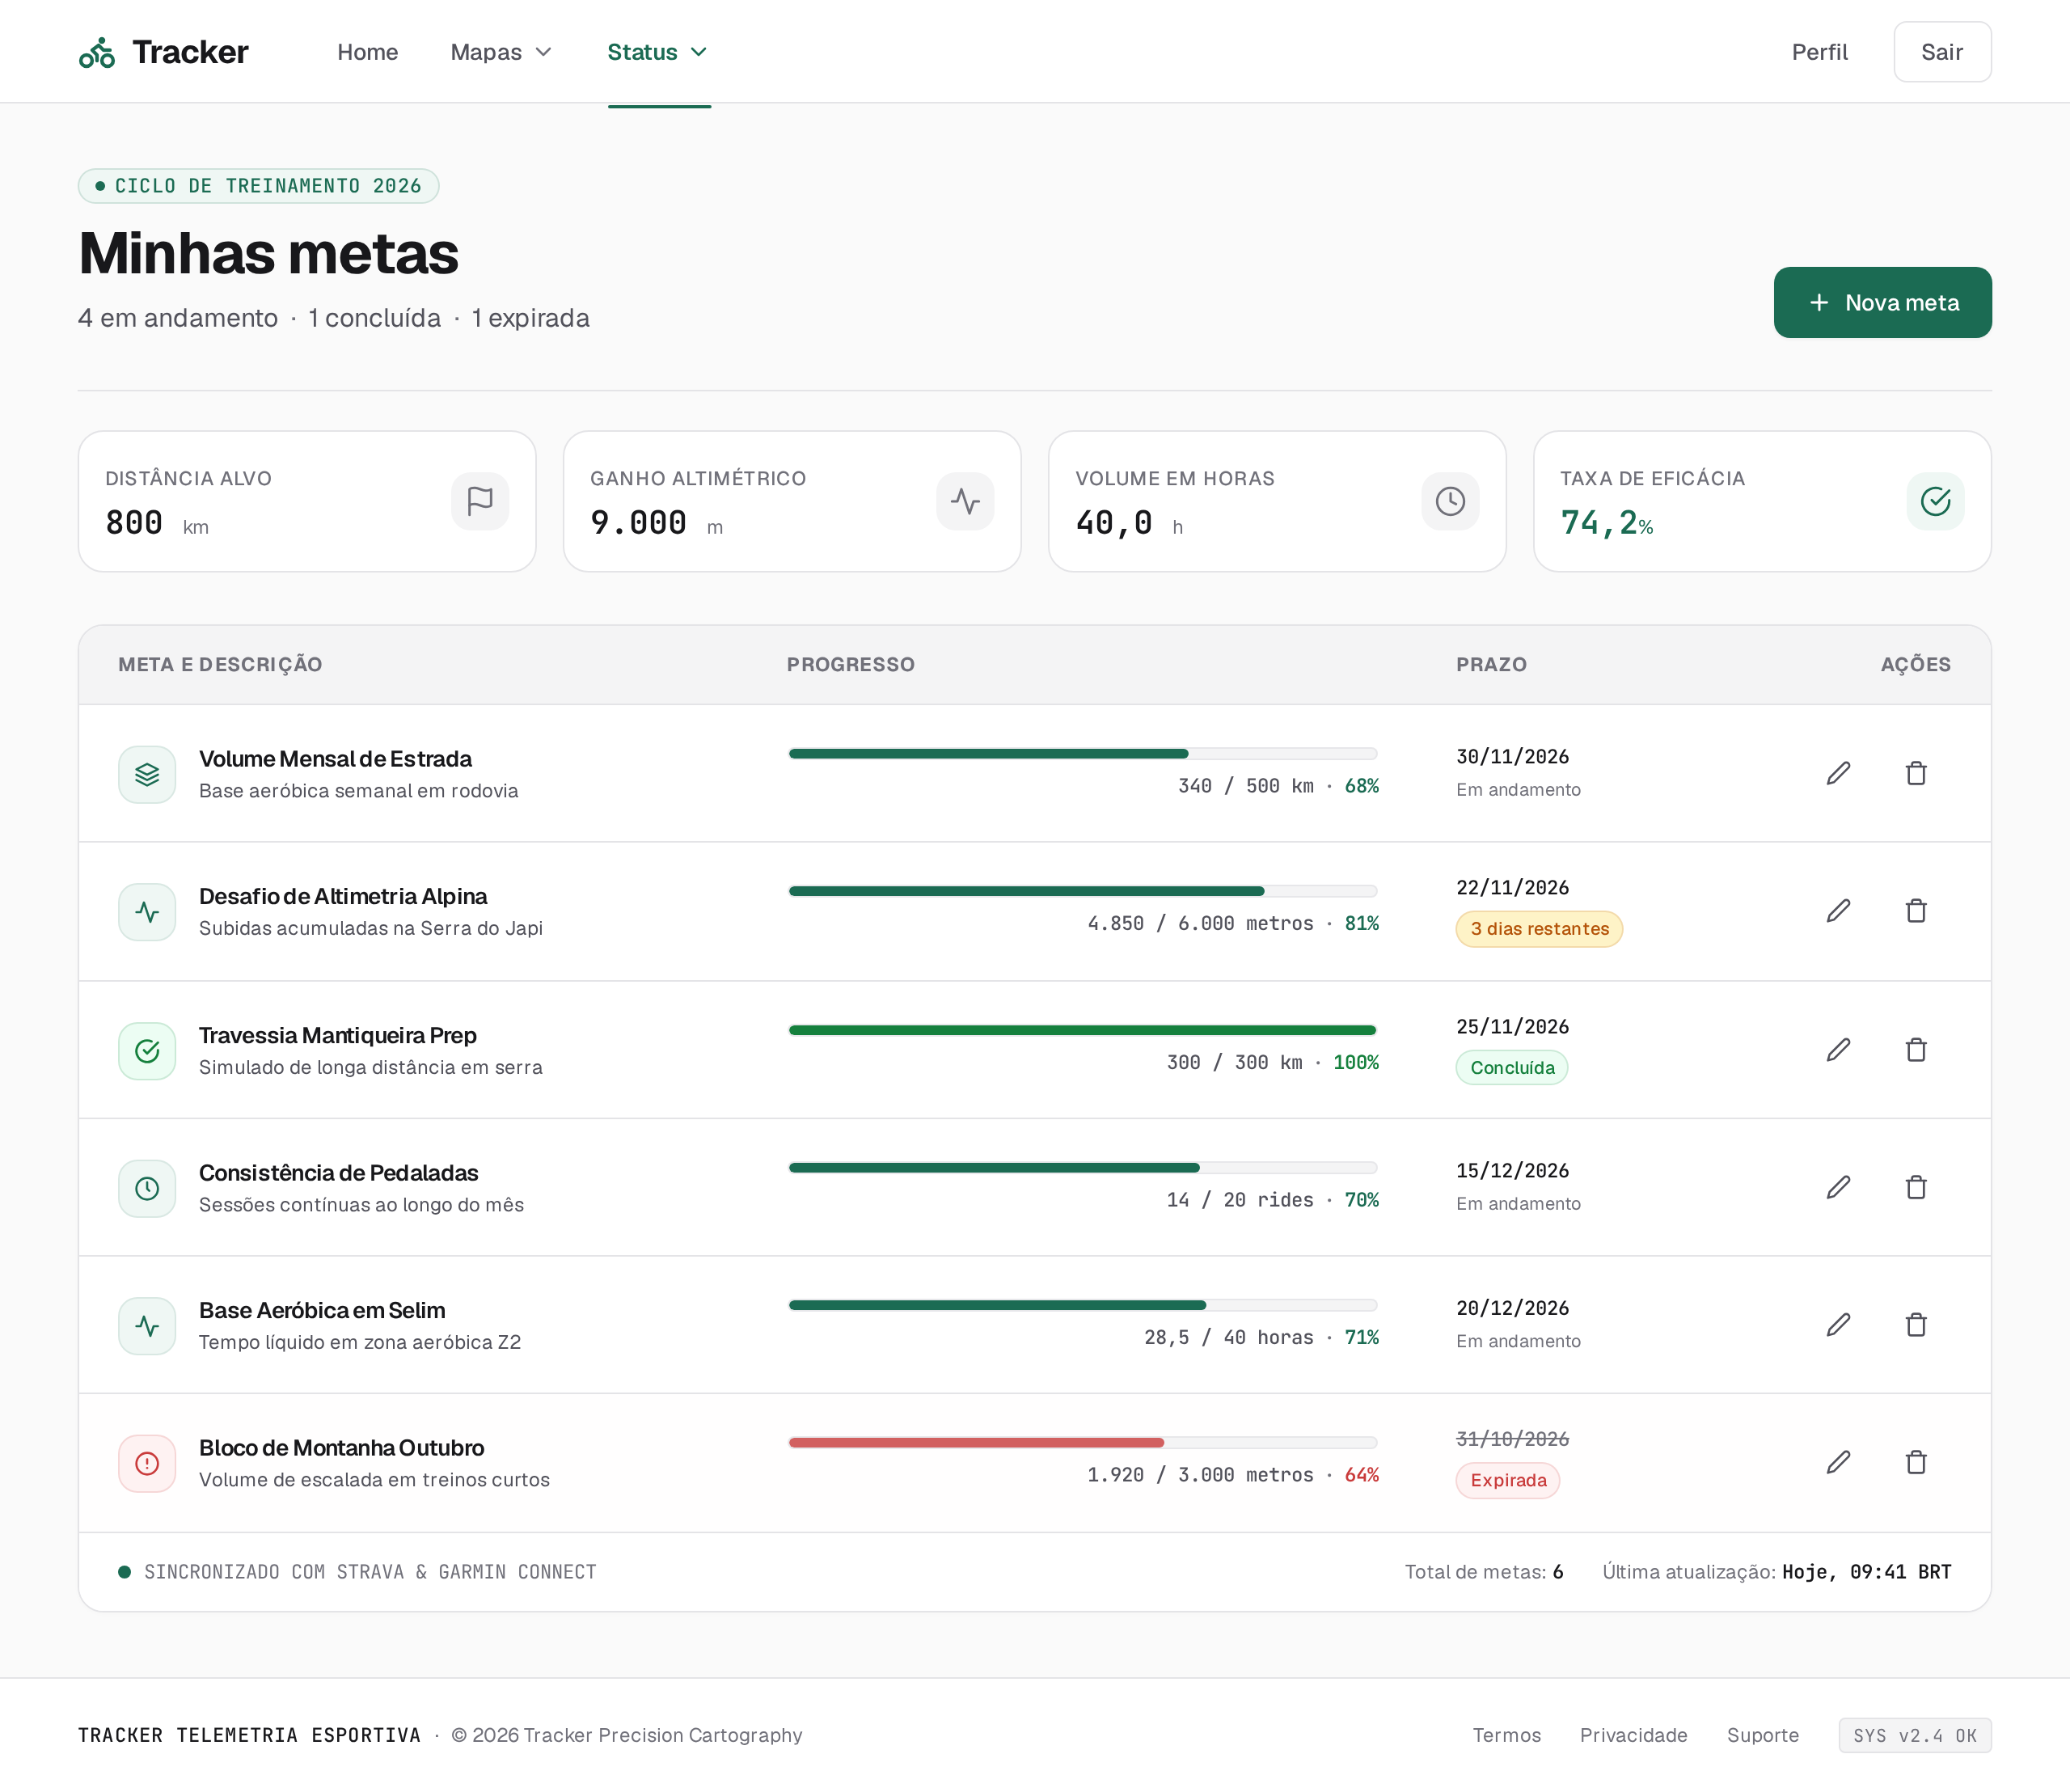 Tracker
Home
Mapas
Status
Perfil
Sair
CICLO DE TREINAMENTO 2026
Minhas metas
4 em andamento · 1 concluída · 1 expirada
Nova meta
DISTÂNCIA ALVO
800 km
GANHO ALTIMÉTRICO
9.000 m
VOLUME EM HORAS
40,0 h
TAXA DE EFICÁCIA
74,2%
META E DESCRIÇÃO PROGRESSO PRAZO AÇÕES
Volume Mensal de Estrada
Base aeróbica semanal em rodovia
340 / 500 km · 68%
30/11/2026
Em andamento
Desafio de Altimetria Alpina
Subidas acumuladas na Serra do Japi
4.850 / 6.000 metros · 81%
22/11/2026
3 dias restantes
Travessia Mantiqueira Prep
Simulado de longa distância em serra
300 / 300 km · 100%
25/11/2026
Concluída
Consistência de Pedaladas
Sessões contínuas ao longo do mês
14 / 20 rides · 70%
15/12/2026
Em andamento
Base Aeróbica em Selim
Tempo líquido em zona aeróbica Z2
28,5 / 40 horas · 71%
20/12/2026
Em andamento
Bloco de Montanha Outubro
Volume de escalada em treinos curtos
1.920 / 3.000 metros · 64%
31/10/2026
Expirada
SINCRONIZADO COM STRAVA & GARMIN CONNECT
Total de metas: 6
Última atualização: Hoje, 09:41 BRT
TRACKER TELEMETRIA ESPORTIVA · © 2026 Tracker Precision Cartography
Termos
Privacidade
Suporte
SYS v2.4 OK